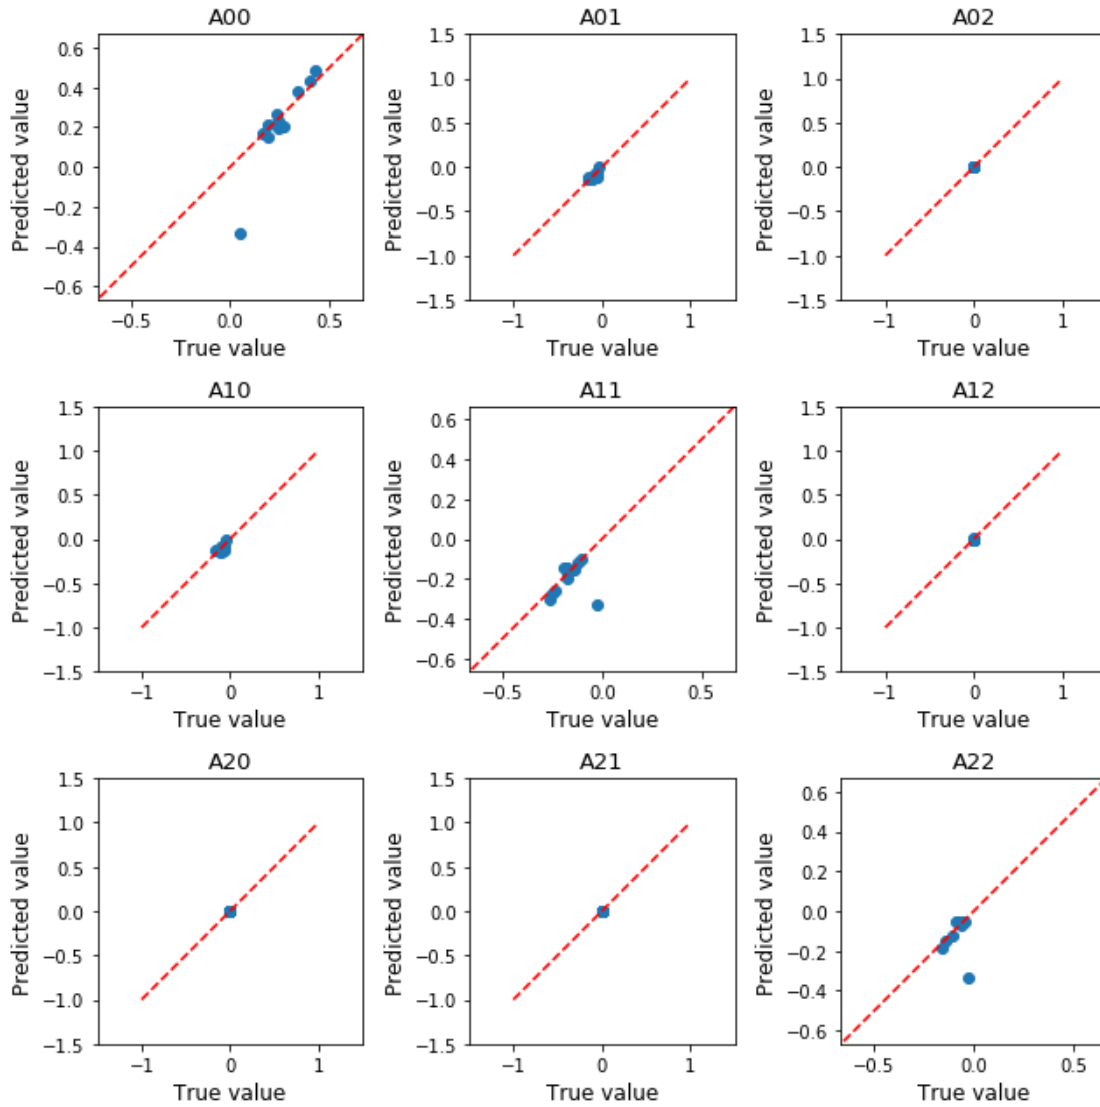 A00 A01 A02
0.6 1.5 1.5
0.4 1.0 1.0
0.2 0.5 0.5
0.0 0.0 0.0
−0.2 −0.5 −0.5
−0.4 −1.0 −1.0
−0.6 −1.5 −1.5
Predicted value Predicted value Predicted value
−0.5 0.0 0.5 −1 0 1 −1 0 1
True value True value True value
A10 A11 A12
1.5 0.6 1.5
1.0 0.4 1.0
0.5 0.2 0.5
0.0 0.0 0.0
−0.5 −0.2 −0.5
−1.0 −0.4 −1.0
−1.5 −0.6 −1.5
Predicted value Predicted value Predicted value
−1 0 1 −0.5 0.0 0.5 −1 0 1
True value True value True value
A20 A21 A22
1.5 1.5 0.6
1.0 1.0 0.4
0.5 0.5 0.2
0.0 0.0 0.0
−0.5 −0.5 −0.2
−1.0 −1.0 −0.4
−1.5 −1.5 −0.6
Predicted value Predicted value Predicted value
−1 0 1 −1 0 1 −0.5 0.0 0.5
True value True value True value